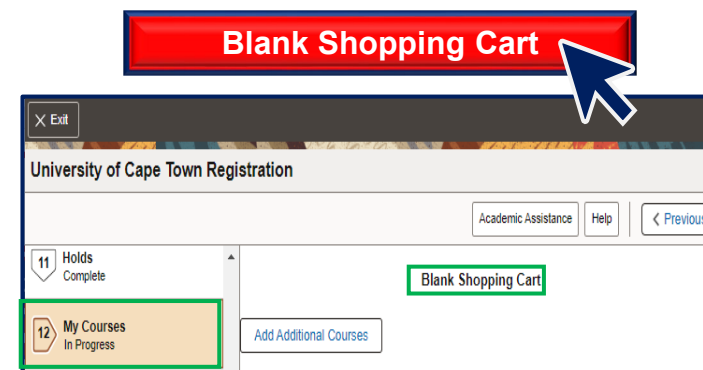 Blank Shopping Cart
Exit
University of Cape Town Registration
Academic Assistance Help Previous
11 Holds
Complete
Blank Shopping Cart
12 My Courses
In Progress
Add Additional Courses